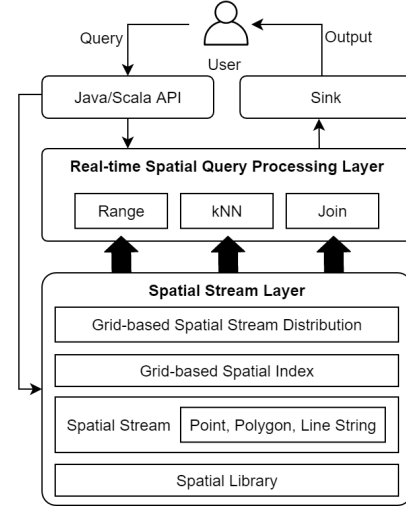 Query
Output
User
Java/Scala API
Sink
Real-time Spatial Query Processing Layer
Range
kNN
Join
Spatial Stream Layer
Grid-based Spatial Stream Distribution
Grid-based Spatial Index
Spatial Stream
Point, Polygon, Line String
Spatial Library